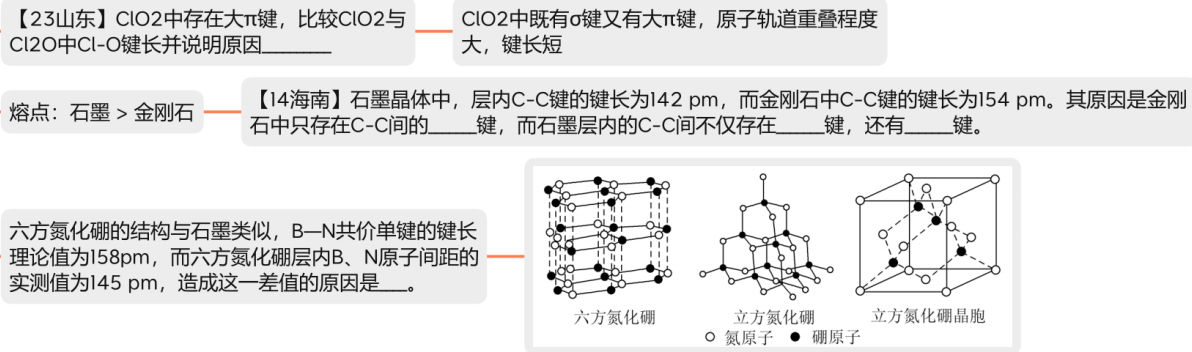 【23山东】ClO2中存在大π键，比较ClO2与
Cl2O中Cl-O键长并说明原因________
ClO2中既有σ键又有大π键，原子轨道重叠程度
大，键长短
熔点：石墨 > 金刚石
【14海南】石墨晶体中，层内C-C键的键长为142 pm，而金刚石中C-C键的键长为154 pm。其原因是金刚
石中只存在C-C间的_____键，而石墨层内的C-C间不仅存在_____键，还有_____键。
六方氮化硼的结构与石墨类似，B—N共价单键的键长
理论值为158pm，而六方氮化硼层内B、N原子间距的
实测值为145 pm，造成这一差值的原因是___。
六方氮化硼
立方氮化硼
立方氮化硼晶胞
氮原子
硼原子